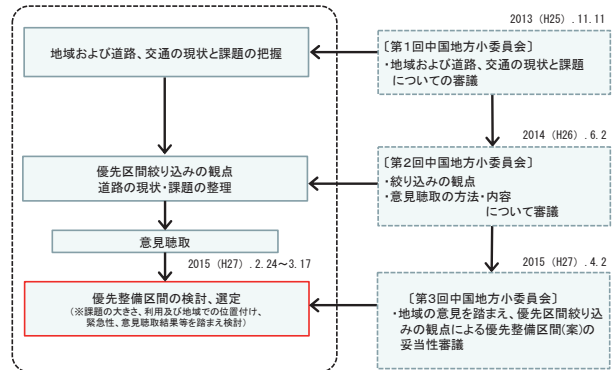 2013 (H25) .11.11
地域および道路、交通の現状と課題の把握
〔第1回中国地方小委員会〕
・地域および道路、交通の現状と課題
についての審議
2014 (H26) .6.2
優先区間絞り込みの観点
道路の現状・課題の整理
〔第2回中国地方小委員会〕
・絞り込みの観点
・意見聴取の方法・内容
について審議
意見聴取
2015 (H27) .2.24～3.17
2015 (H27) .4.2
優先整備区間の検討、選定
(※課題の大きさ、利用及び地域での位置付け、
緊急性、意見聴取結果等を踏まえ検討)
〔第3回中国地方小委員会〕
・地域の意見を踏まえ、優先区間絞り
込みの観点による優先整備区間(案)の
妥当性審議